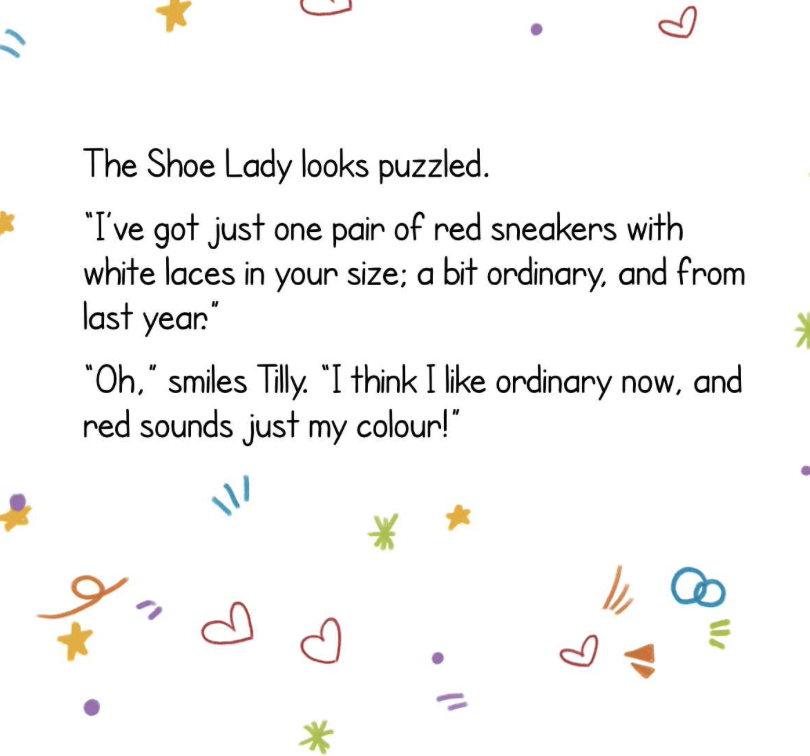 The Shoe Lady looks puzzled.
"I've got just one pair of red sneakers with
white laces in your size; a bit ordinary, and from
last year."
"Oh," smiles Tilly. "I think I like ordinary now, and
red sounds just my colour!"